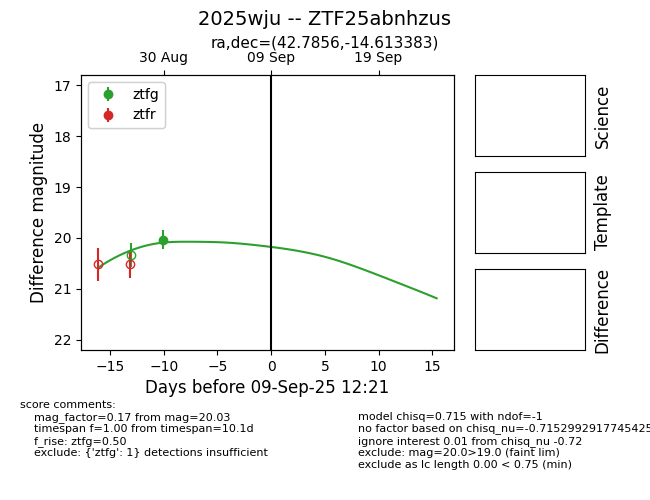 2025wju -- ZTF25abnhzus
ra,dec=(42.7856,-14.613383)
30 Aug 09 Sep 19 Sep
ztfg
ztfr
17
18
19
20
21
22
Difference magnitude
−15 −10 −5 0 5 10 15
Days before 09-Sep-25 12:21
Science
Template
Difference
score comments:
mag_factor=0.17 from mag=20.03
timespan f=1.00 from timespan=10.1d
f_rise: ztfg=0.50
exclude: {'ztfg': 1} detections insufficient
model chisq=0.715 with ndof=-1
no factor based on chisq_nu=-0.7152992917745425
ignore interest 0.01 from chisq_nu -0.72
exclude: mag=20.0>19.0 (faint lim)
exclude as lc length 0.00 < 0.75 (min)